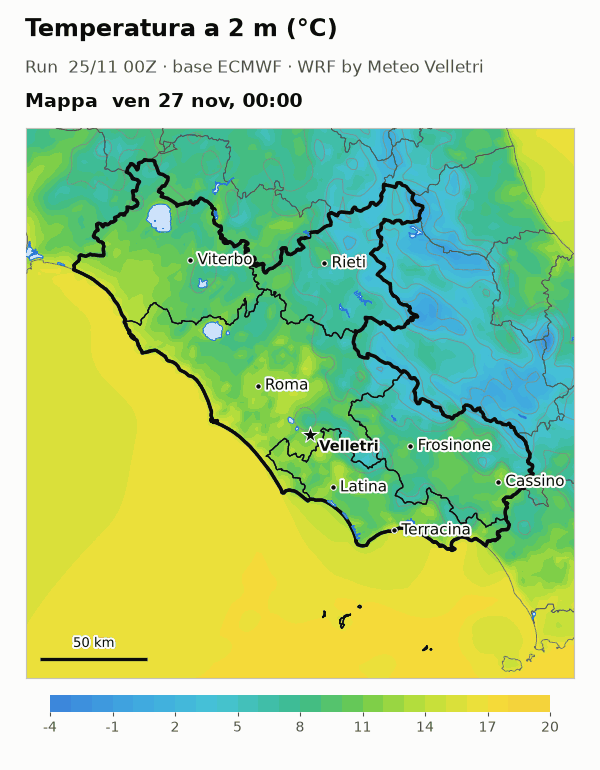 Temperatura a 2 m (°C)
Run  25/11 00Z · base ECMWF · WRF by Meteo Velletri
Mappa  ven 27 nov, 00:00
Viterbo
Rieti
Roma
Velletri
Frosinone
Latina
Cassino
Terracina
50 km
-4 -1 2 5 8 11 14 17 20